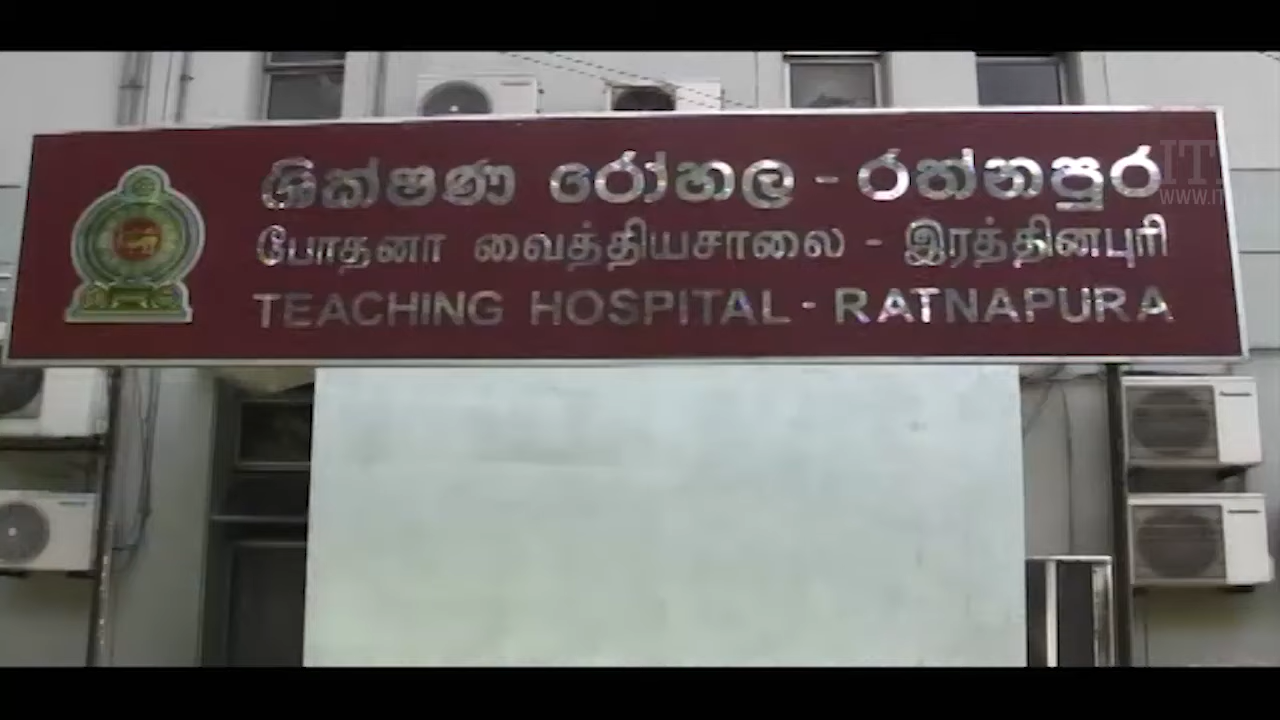 ශික්ෂණ රෝහල - රත්නපුර
போதனா வைத்தியசாலை - இரத்தினபுரி
TEACHING HOSPITAL - RATNAPURA